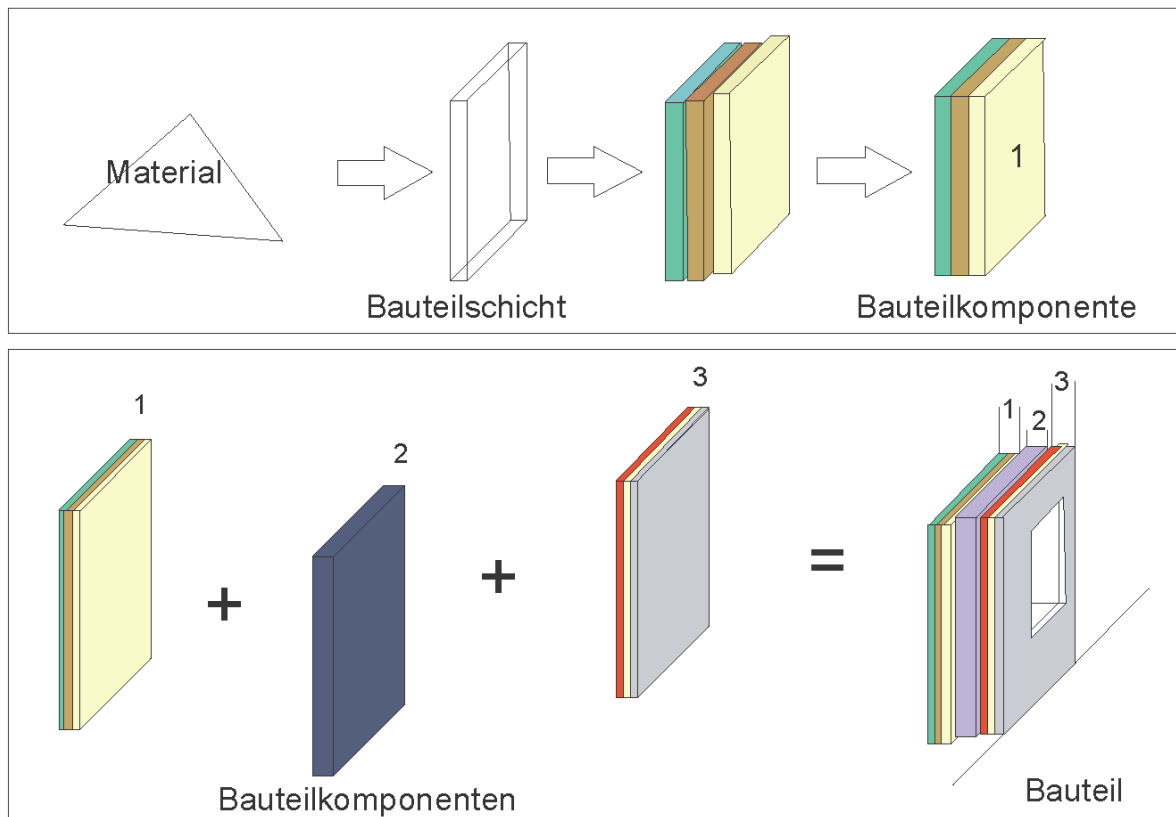 Material
1
Bauteilschicht
Bauteilkomponente
1
+
2
+
3
=
1
2
3
Bauteilkomponenten
Bauteil